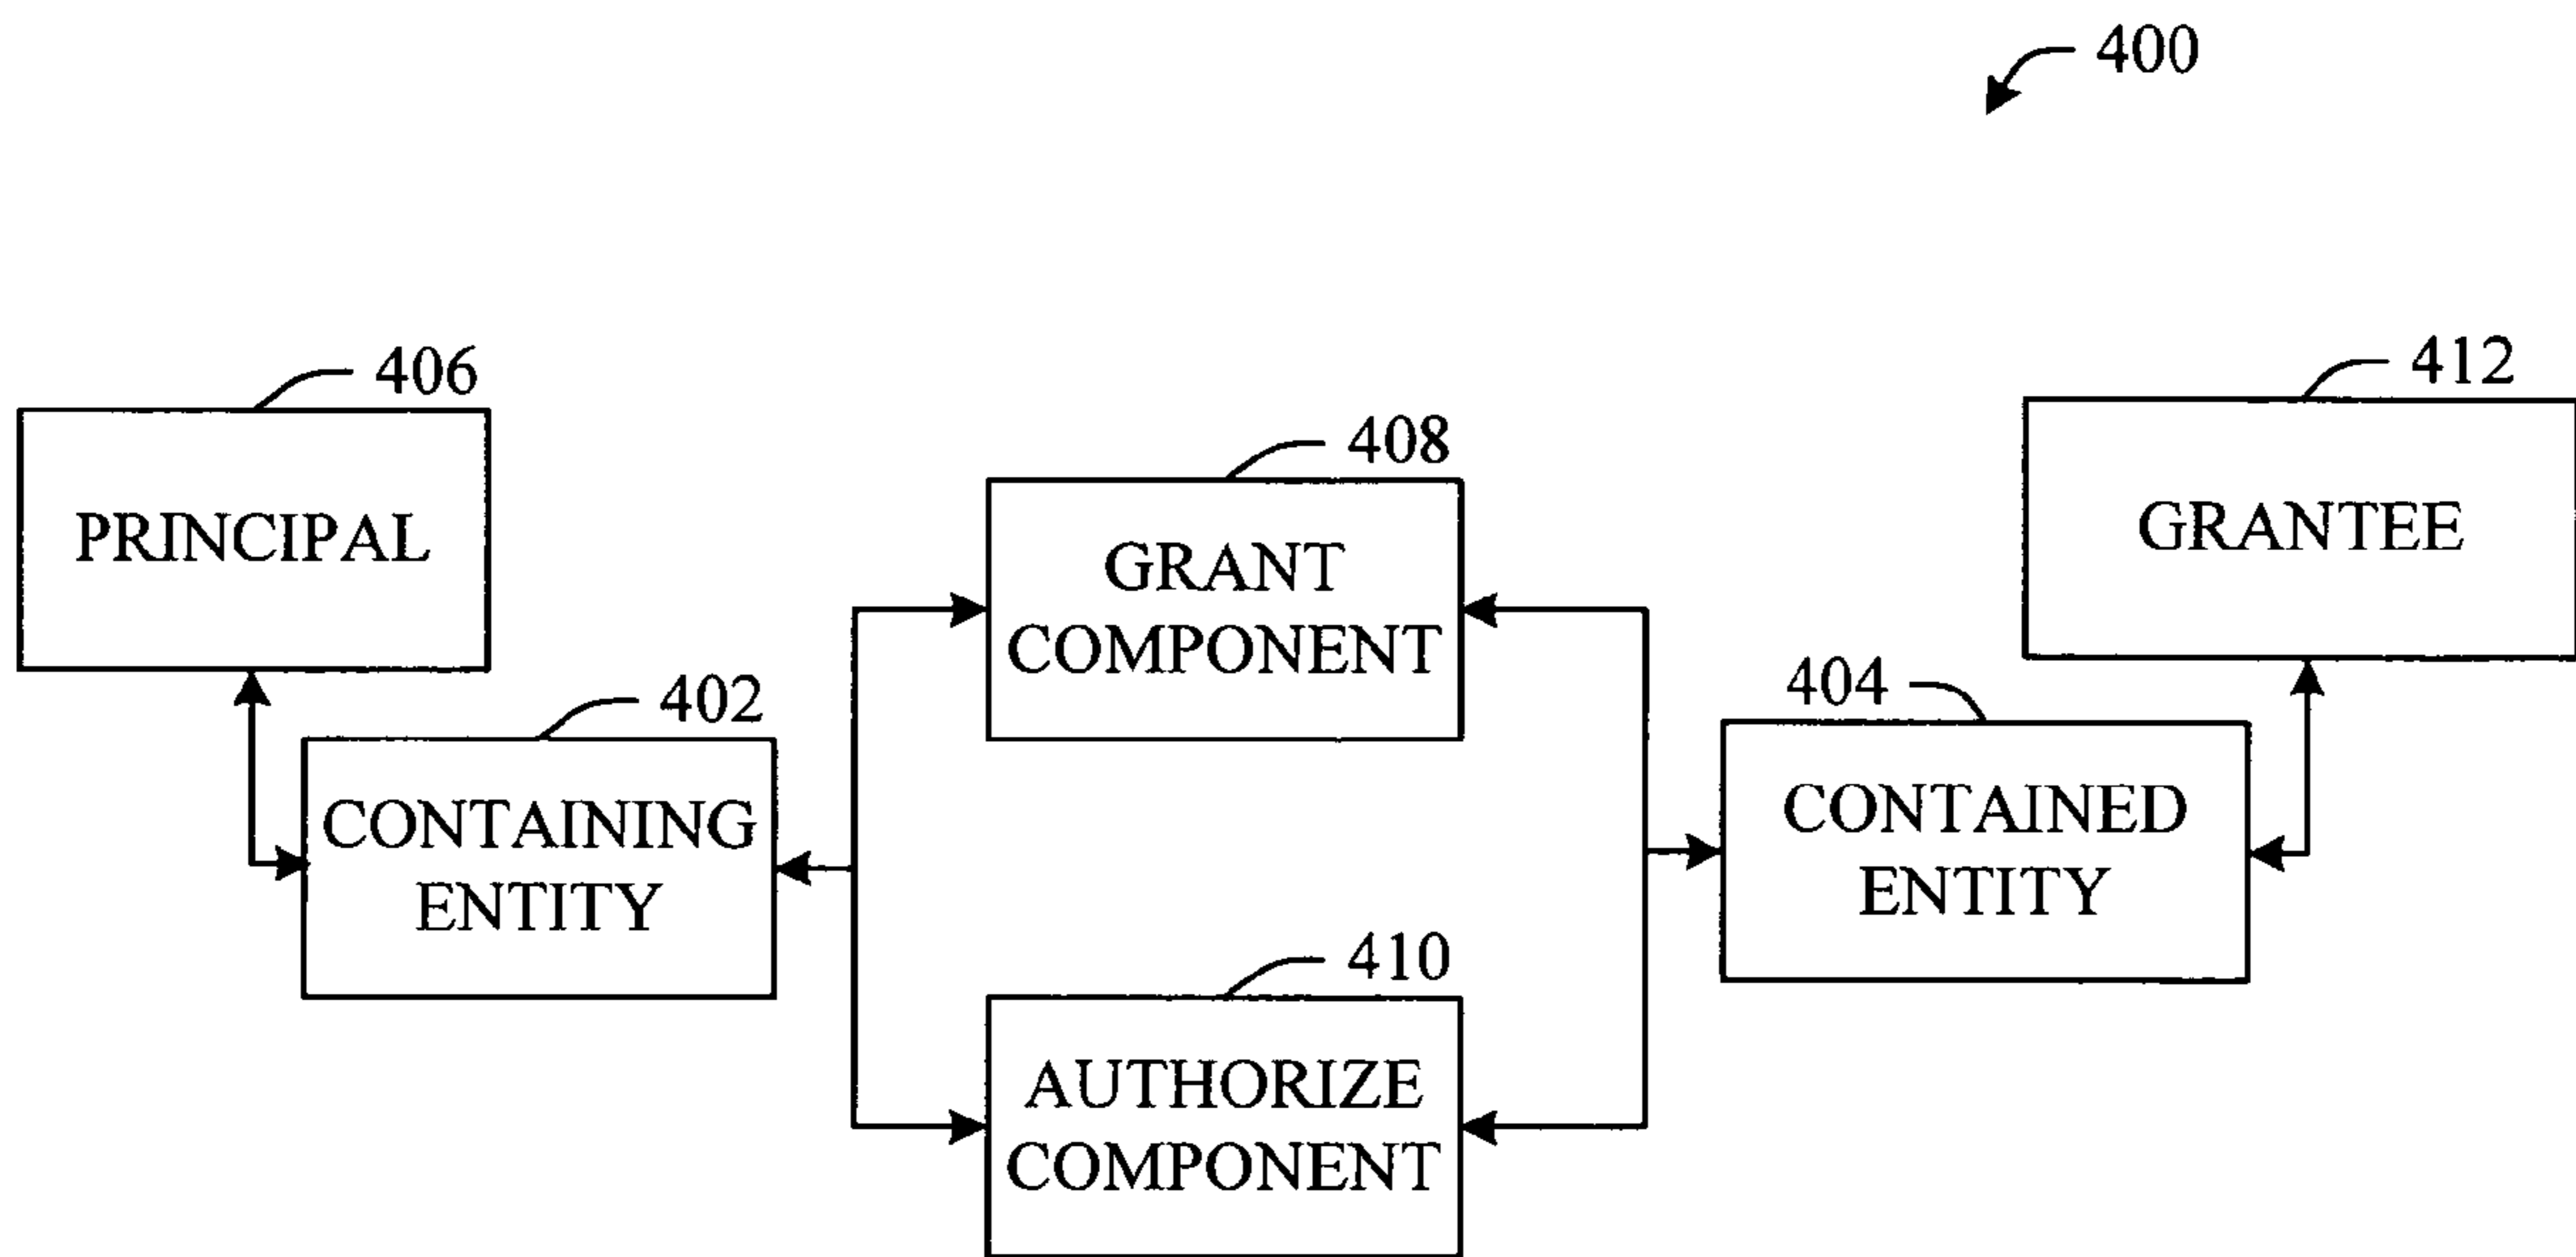 400
406
PRINCIPAL
402
CONTAINING
ENTITY
408
GRANT
COMPONENT
410
AUTHORIZE
COMPONENT
404
CONTAINED
ENTITY
412
GRANTEE